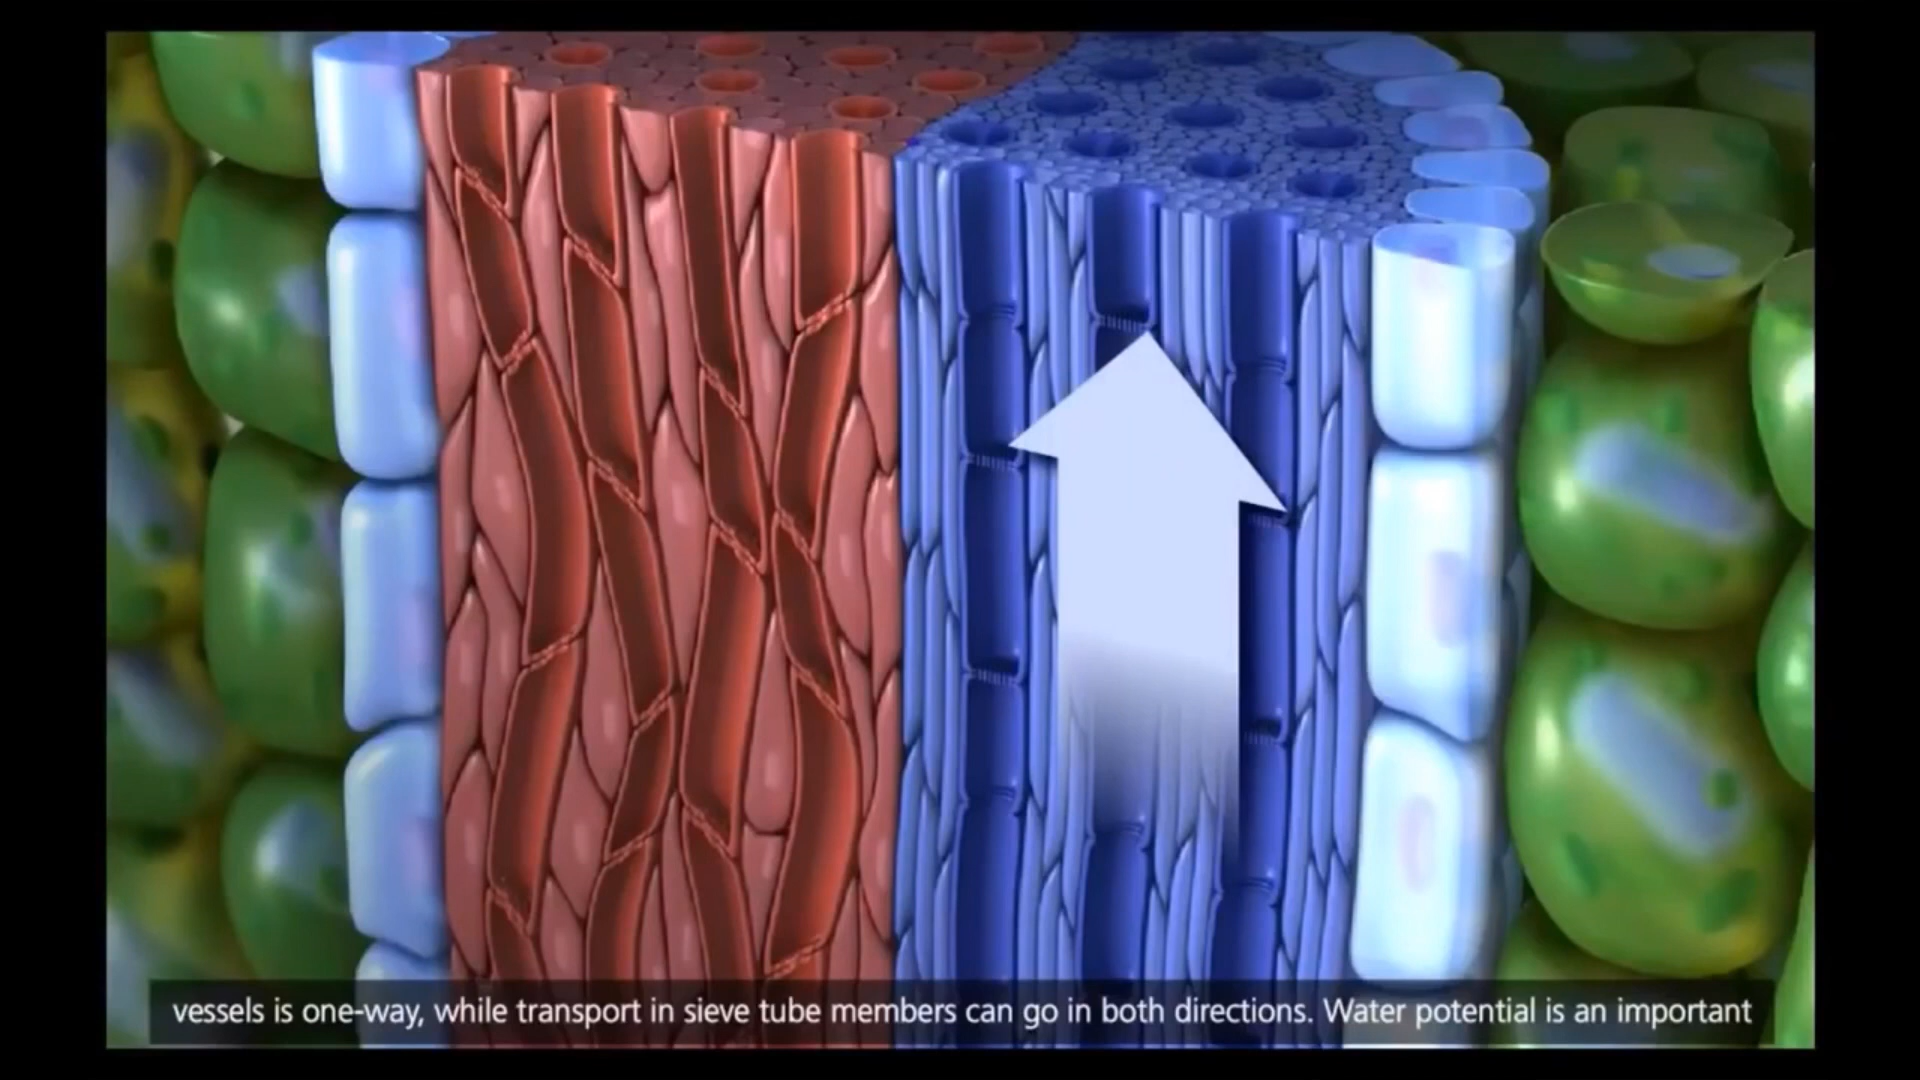 vessels is one-way, while transport in sieve tube members can go in both directions. Water potential is an important